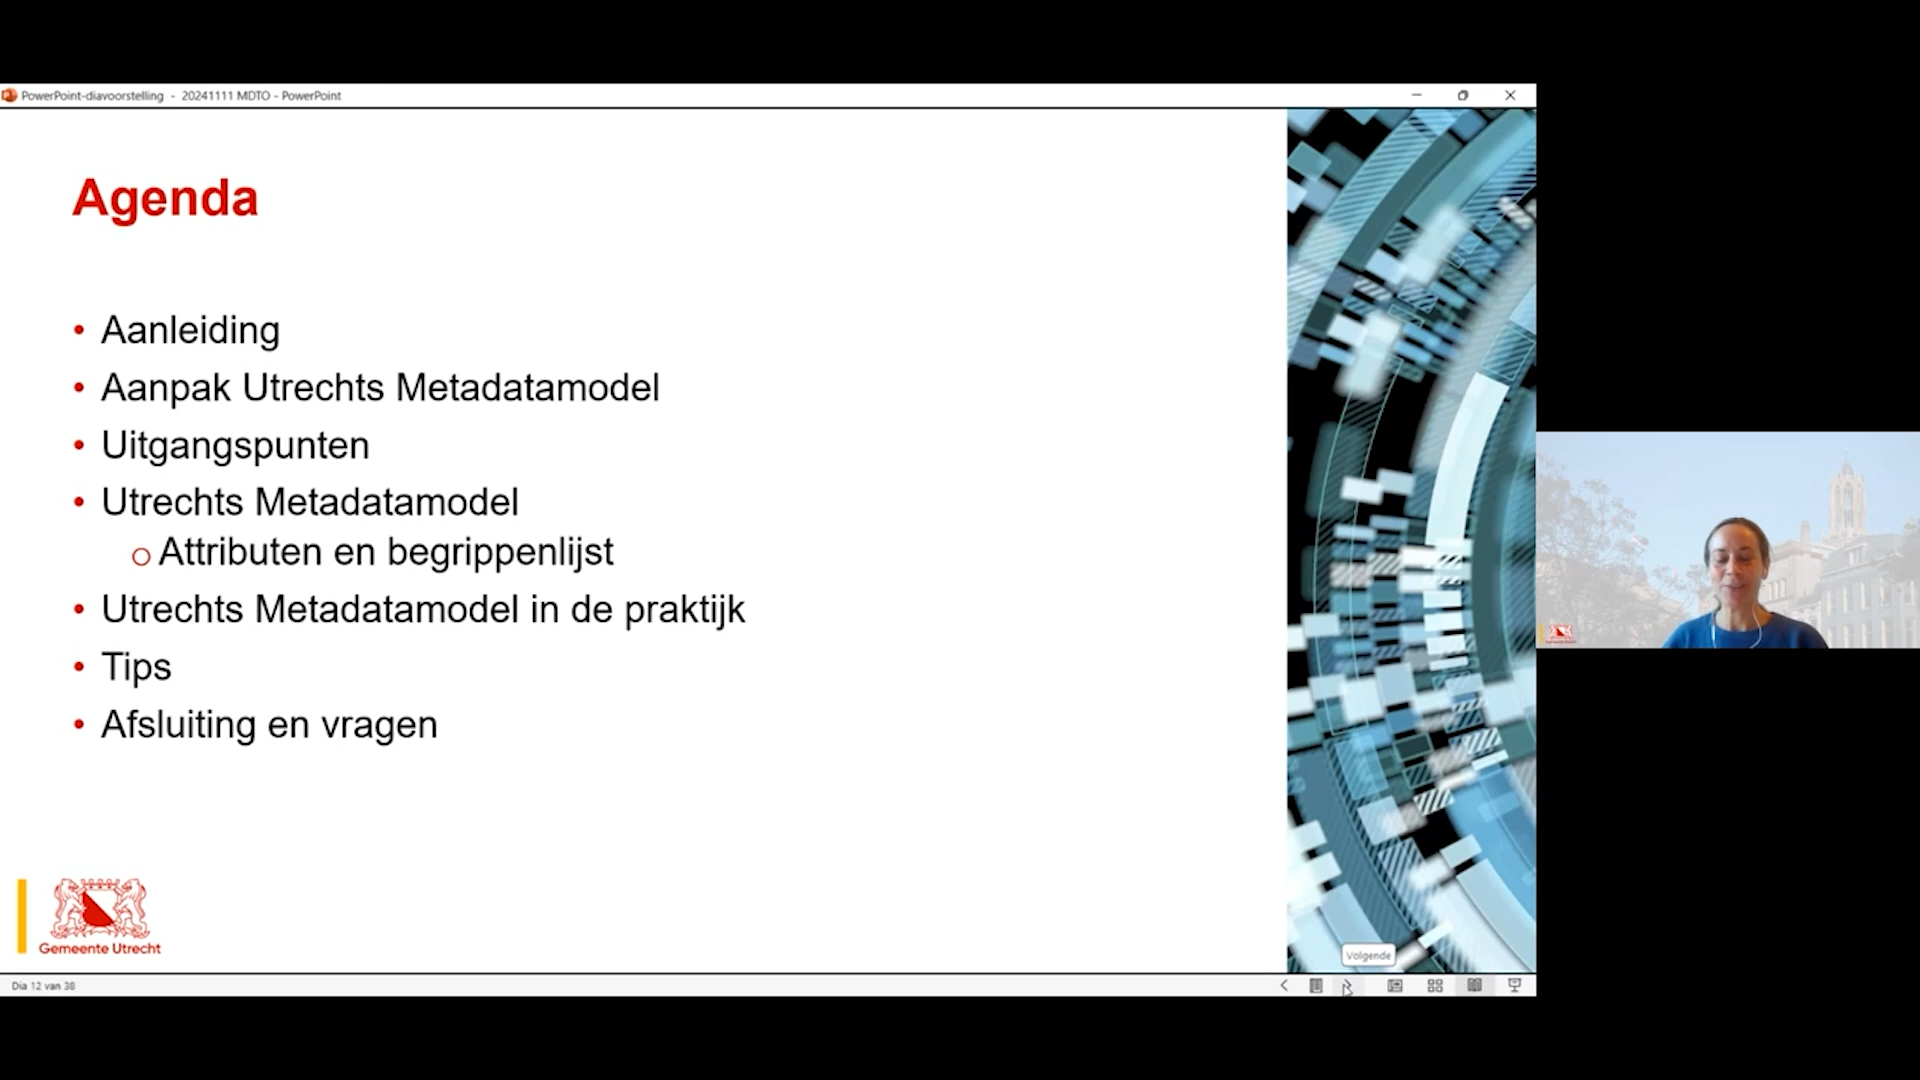 PowerPoint-diavoorstelling - 20241111 MDTO - PowerPoint
Agenda
• Aanleiding
• Aanpak Utrechts Metadatamodel
• Uitgangspunten
• Utrechts Metadatamodel
o Attributen en begrippenlijst
• Utrechts Metadatamodel in de praktijk
• Tips
• Afsluiting en vragen
Gemeente Utrecht
Volgende
Dia 12 van 38